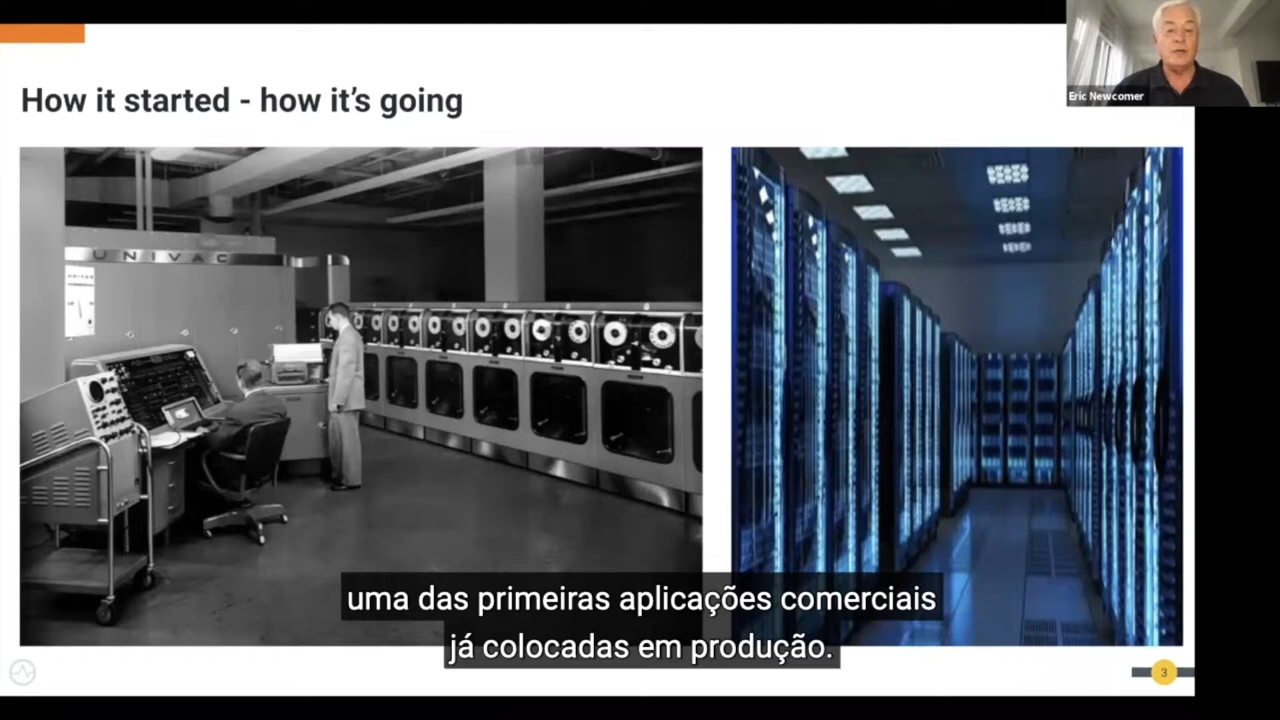 Eric Newcomer
How it started - how it’s going
UNIVAC
uma das primeiras aplicações comerciais
já colocadas em produção.
3